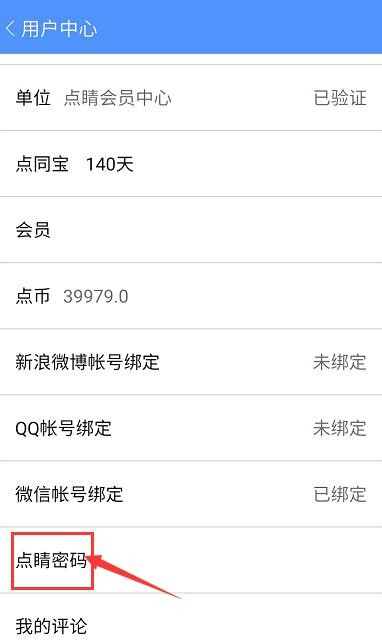 用户中心
单位 点睛会员中心 已验证
点同宝 140天
会员
点币 39979.0
新浪微博帐号绑定 未绑定
QQ帐号绑定 未绑定
微信帐号绑定 已绑定
点睛密码
我的评论